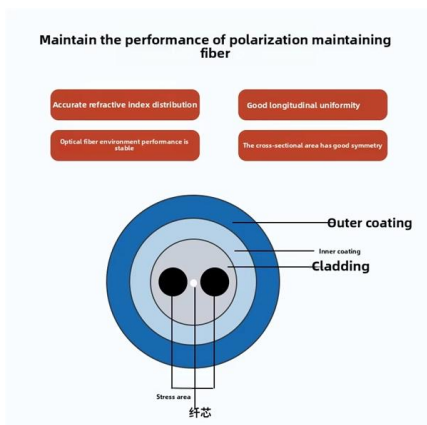 Maintain the performance of polarization maintaining
fiber
Accurate refractive index distribution
Good longitudinal uniformity
Optical fiber environment performance is
stable
The cross-sectional area has good symmetry
Outer coating
Inner coating
Cladding
Stress area
纤芯